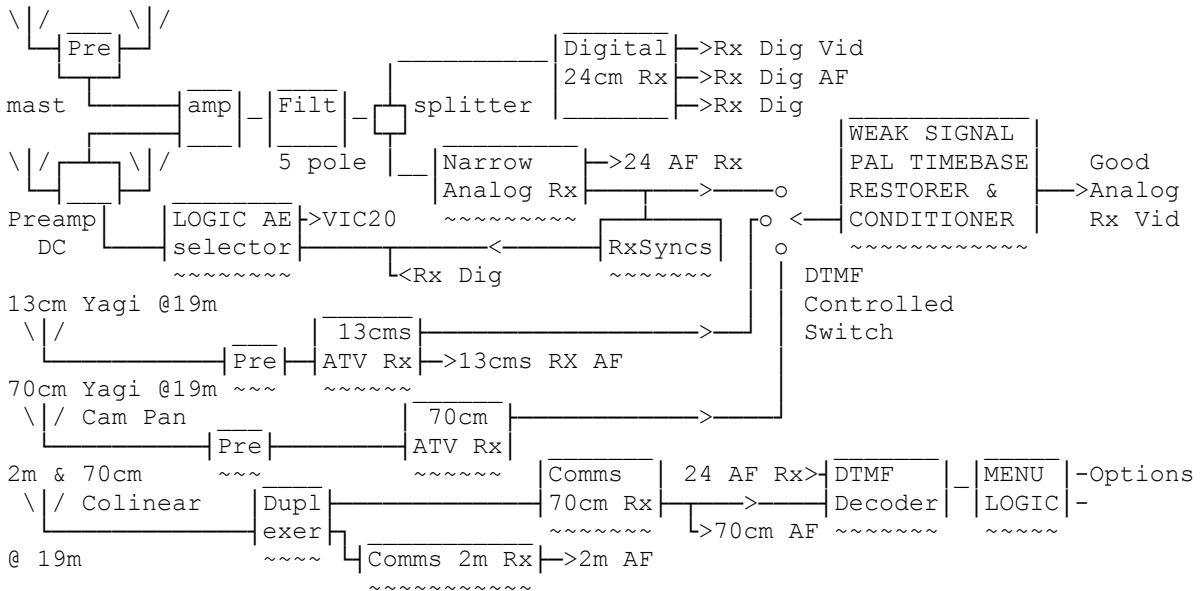 Pre Digital >Rx Dig Vid
24cm Rx >Rx Dig AF
mast amp Filt splitter >Rx Dig
WEAK SIGNAL
5 pole Narrow >24 AF Rx PAL TIMEBASE Good
Analog Rx > o RESTORER & >Analog
Preamp LOGIC AE >VIC20 o < CONDITIONER Rx Vid
DC selector < RxSyncs o
<Rx Dig DTMF
13cm Yagi @19m Controlled
13cms > Switch
Pre ATV Rx >13cms RX AF
70cm Yagi @19m
Cam Pan 70cm >
Pre ATV Rx
2m & 70cm Comms 24 AF Rx> DTMF MENU -Options
Colinear Dupl 70cm Rx > Decoder LOGIC -
exer >70cm AF
@ 19m Comms 2m Rx >2m AF